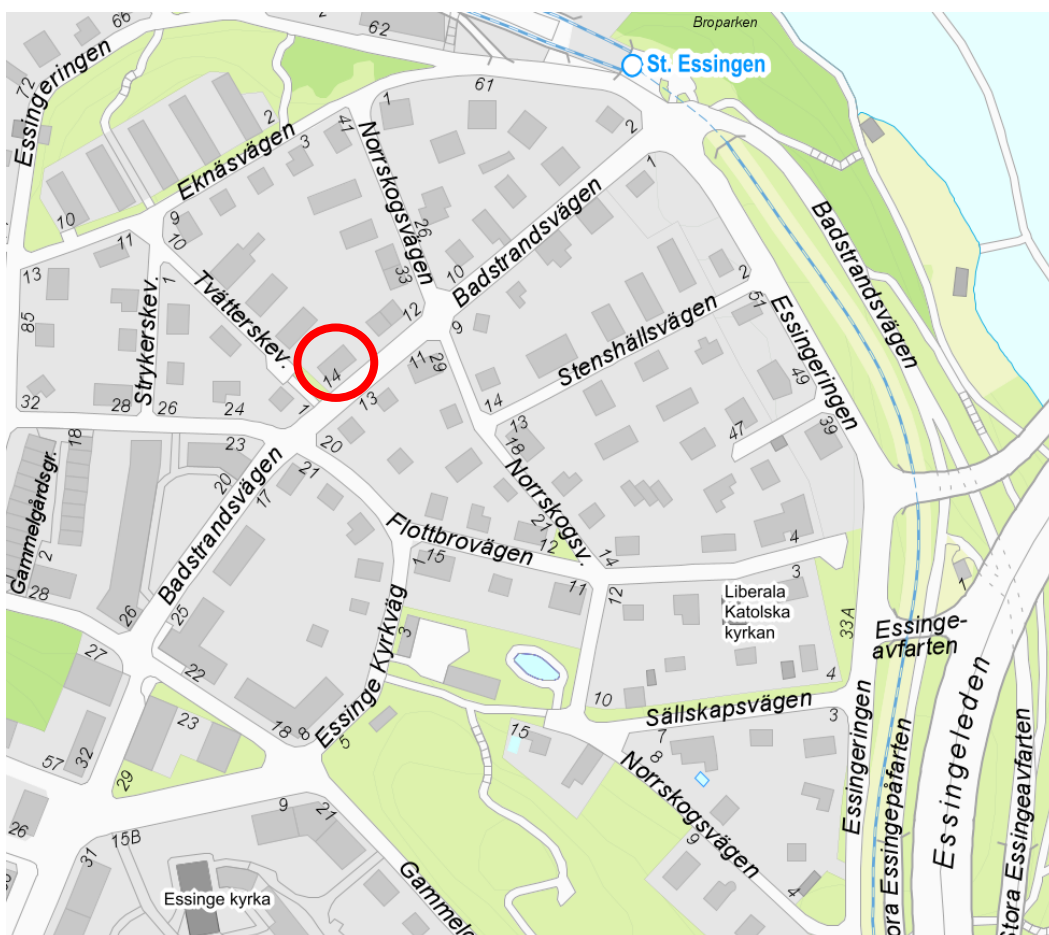 Broparken
66
2
62
St. Essingen
72
Essingeringen
2
1
61
41
3
2
Eknäsvägen
Norrskogsvägen
1
10
9
11
10
26
Badstrandsvägen
Badstrandsvägen
13
1
33
10
2
51
Tvätterskev.
12
9
Stenshällsvägen
Essingeringen
85
Strykerskev.
11
29
49
14
13
14
13
32
28
26
24
1
20
18
47
39
18
23
21
20
17
Gammelgårdsgr.
Badstrandsvägen
Norrskogsv.
21
Flottbrovägen
12
14
4
2
1
15
11
12
3
1
28
26
25
Liberala
Katolska
kyrkan
33A
Essinge-
avfarten
3
Essinge Kyrkväg
27
22
10
4
Sällskapsvägen
3
23
18
8
5
15
7
8
32
57
29
Norrskogsvägen
Essingeringen
Stora Essingepåfarten
Essingeleden
Stora Essingeavfarten
26
15B
9
21
31
9
4
Essinge kyrka